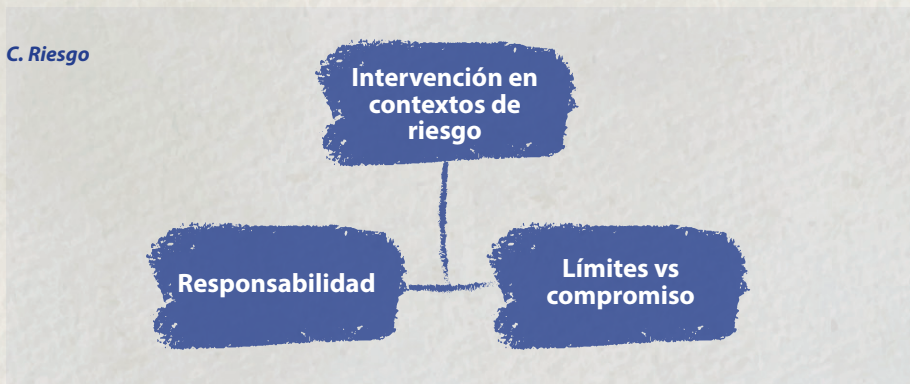 C. Riesgo
Intervención en
contextos de
riesgo
Responsabilidad
Límites vs
compromiso